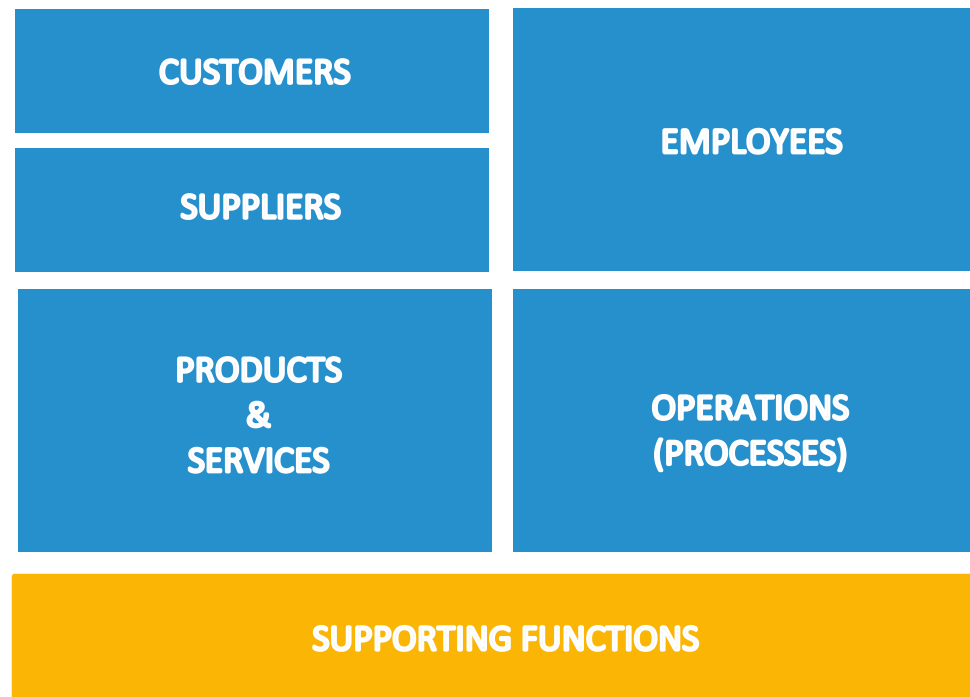 CUSTOMERS
EMPLOYEES
SUPPLIERS
PRODUCTS
&
SERVICES
OPERATIONS
(PROCESSES)
SUPPORTING FUNCTIONS